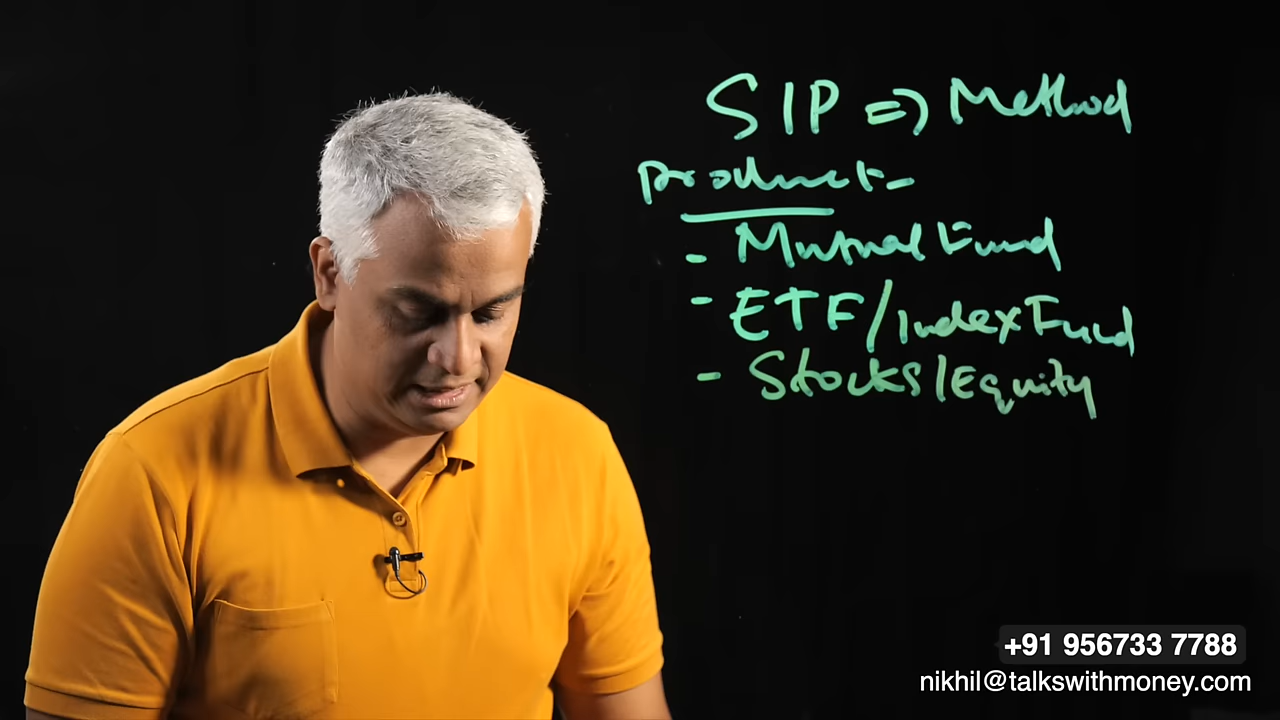 SIP => Method
Product-
- Mutual Fund
- ETF/Index Fund
- Stocks/Equity
+91 956733 7788
nikhil@talkswithmoney.com